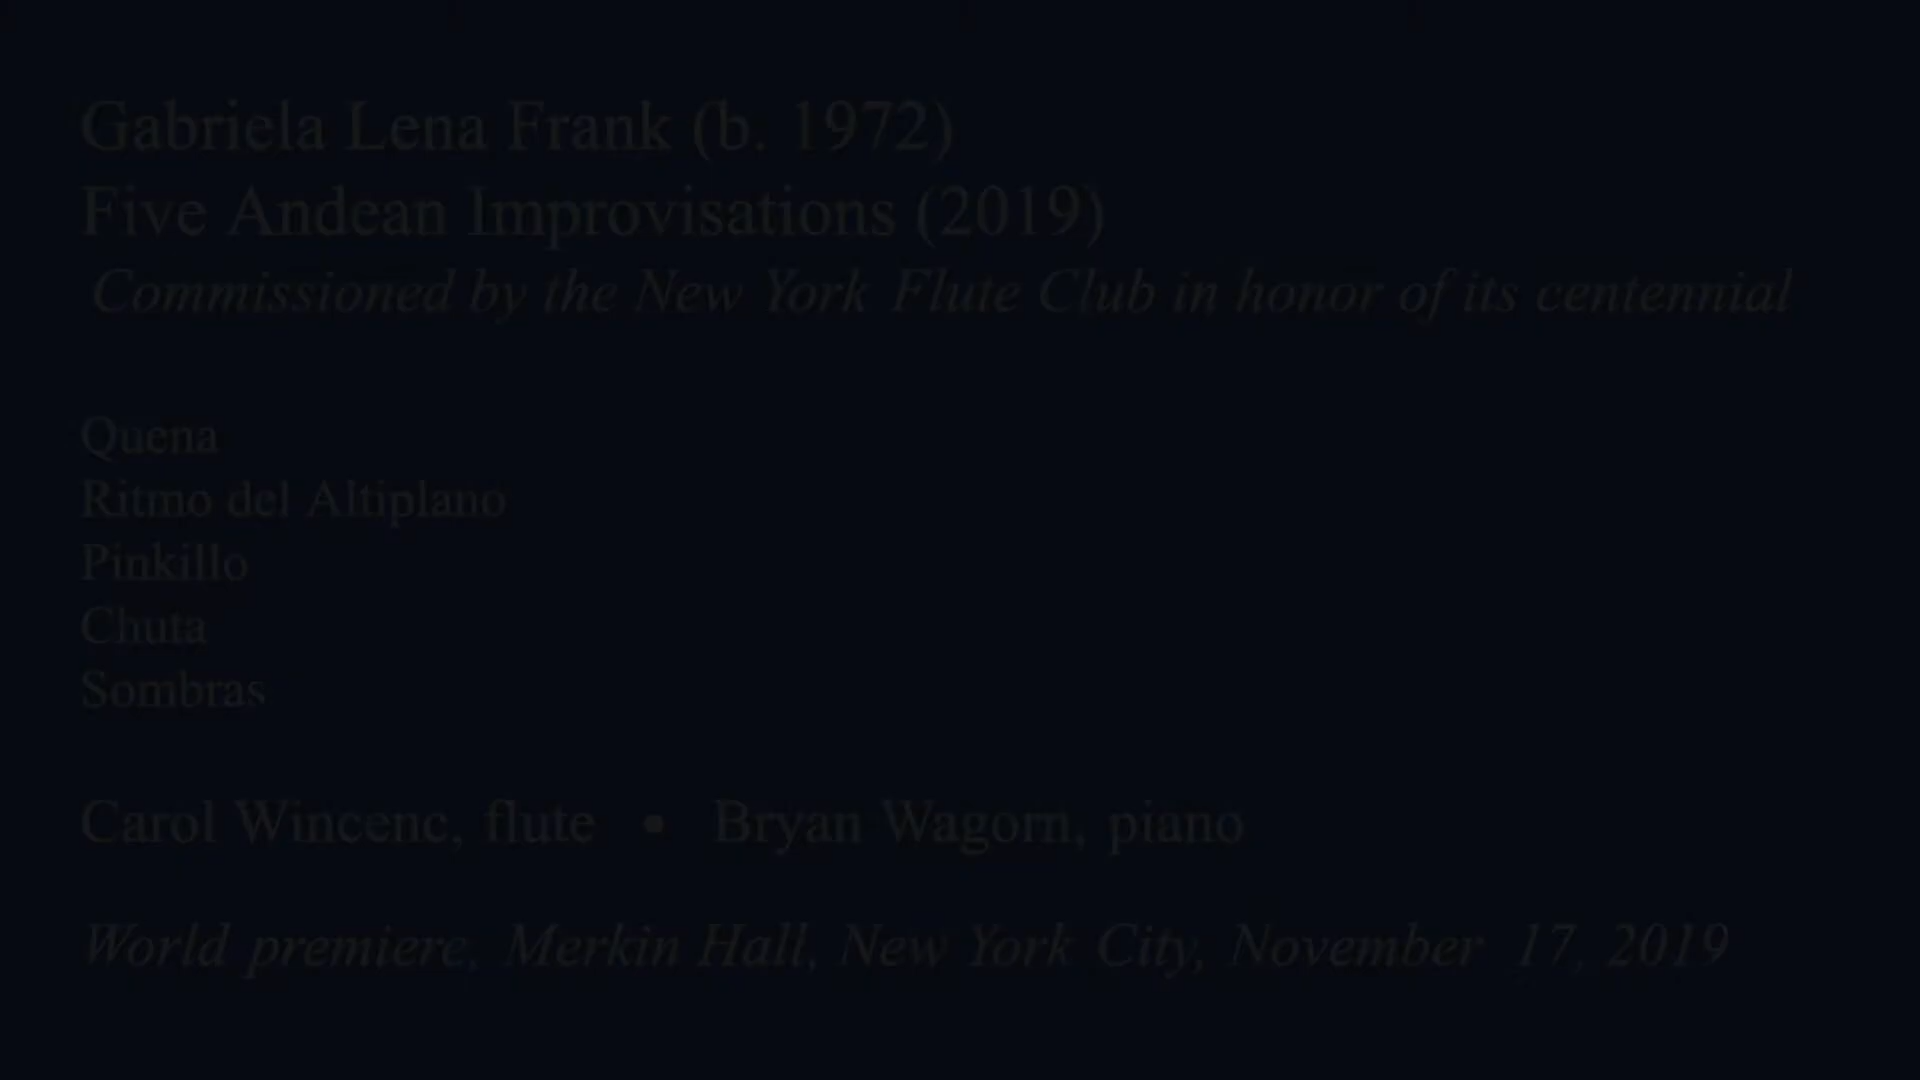 Gabriela Lena Frank (b. 1972)
Five Andean Improvisations (2019)
Commissioned by the New York Flute Club in honor of its centennial
Quena
Ritmo del Altiplano
Pinkillo
Chuta
Sombras
Carol Wincenc, flute • Bryan Wagorn, piano
World premiere, Merkin Hall, New York City, November 17, 2019